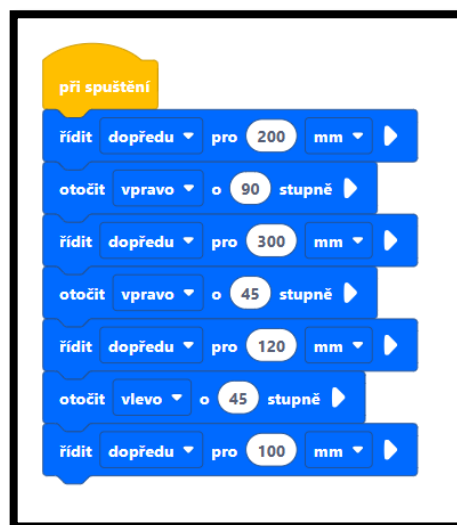 při spuštění
řídit dopředu pro 200 mm
otočit vpravo o 90 stupně
řídit dopředu pro 300 mm
otočit vpravo o 45 stupně
řídit dopředu pro 120 mm
otočit vlevo o 45 stupně
řídit dopředu pro 100 mm